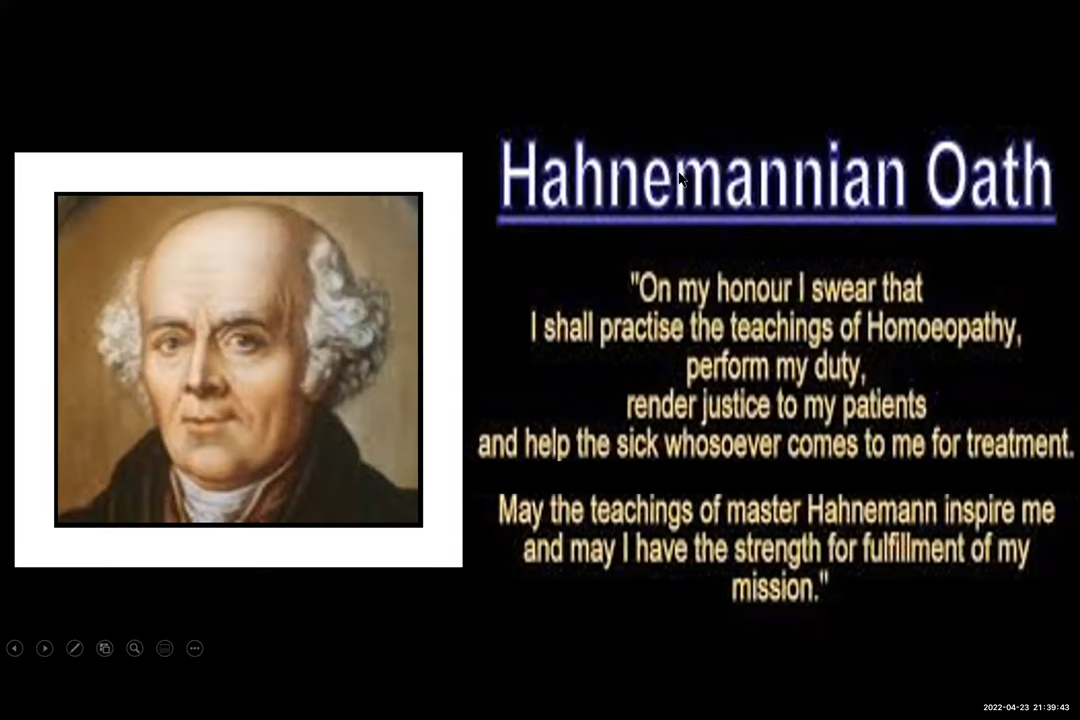 Hahnemannian Oath
"On my honour I swear that
I shall practise the teachings of Homoeopathy,
perform my duty,
render justice to my patients
and help the sick whosoever comes to me for treatment.
May the teachings of master Hahnemann inspire me
and may I have the strength for fulfillment of my
mission."
2022-04-23 21:39:43